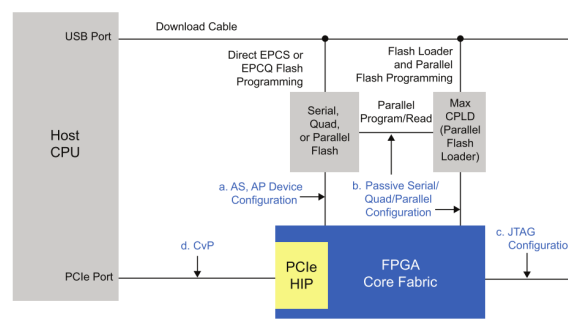 Download Cable
USB Port
Direct EPCS or
EPCQ Flash
Programming
Flash Loader
and Parallel
Flash Programming
Host
CPU
Serial,
Quad,
or Parallel
Flash
Parallel
Program/Read
Max
CPLD
(Parallel
Flash
Loader)
a. AS, AP Device
Configuration
b. Passive Serial/
Quad/Parallel
Configuration
c. JTAG
Configuratio
d. CvP
PCIe Port
PCIe
HIP
FPGA
Core Fabric